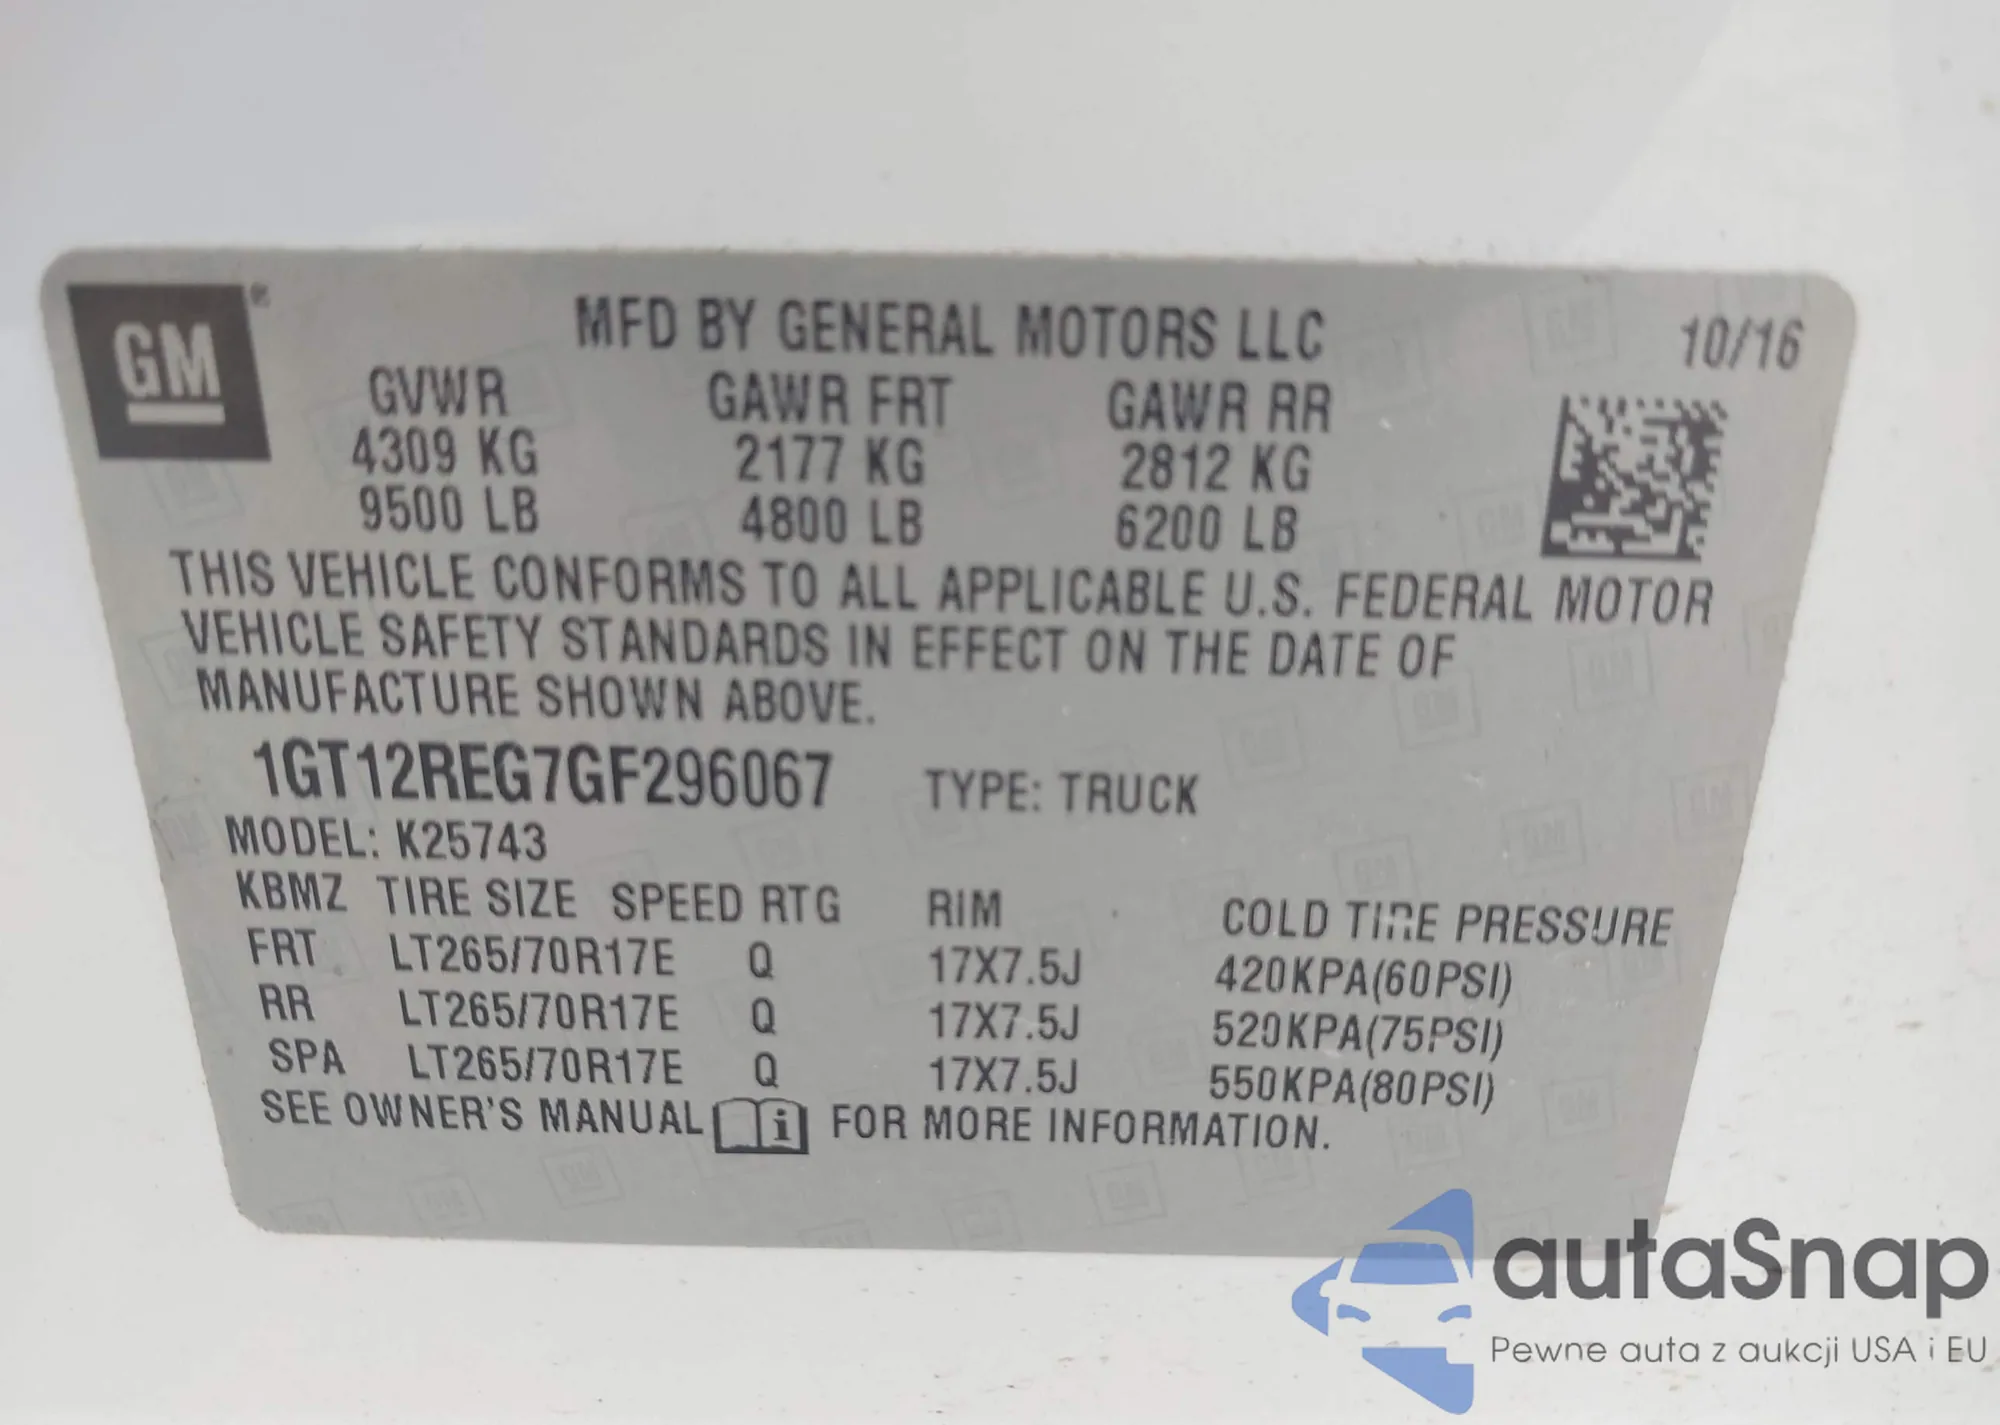 GM ®
MFD BY GENERAL MOTORS LLC 10/16
GVWR GAWR FRT GAWR RR
4309 KG 2177 KG 2812 KG
9500 LB 4800 LB 6200 LB
THIS VEHICLE CONFORMS TO ALL APPLICABLE U.S. FEDERAL MOTOR
VEHICLE SAFETY STANDARDS IN EFFECT ON THE DATE OF
MANUFACTURE SHOWN ABOVE.
1GT12REG7GF296067 TYPE: TRUCK
MODEL: K25743
KBMZ TIRE SIZE SPEED RTG RIM COLD TIRE PRESSURE
FRT LT265/70R17E Q 17X7.5J 420KPA(60PSI)
RR LT265/70R17E Q 17X7.5J 520KPA(75PSI)
SPA LT265/70R17E Q 17X7.5J 550KPA(80PSI)
SEE OWNER'S MANUAL i FOR MORE INFORMATION.
autaSnap
Pewne auta z aukcji USA i EU